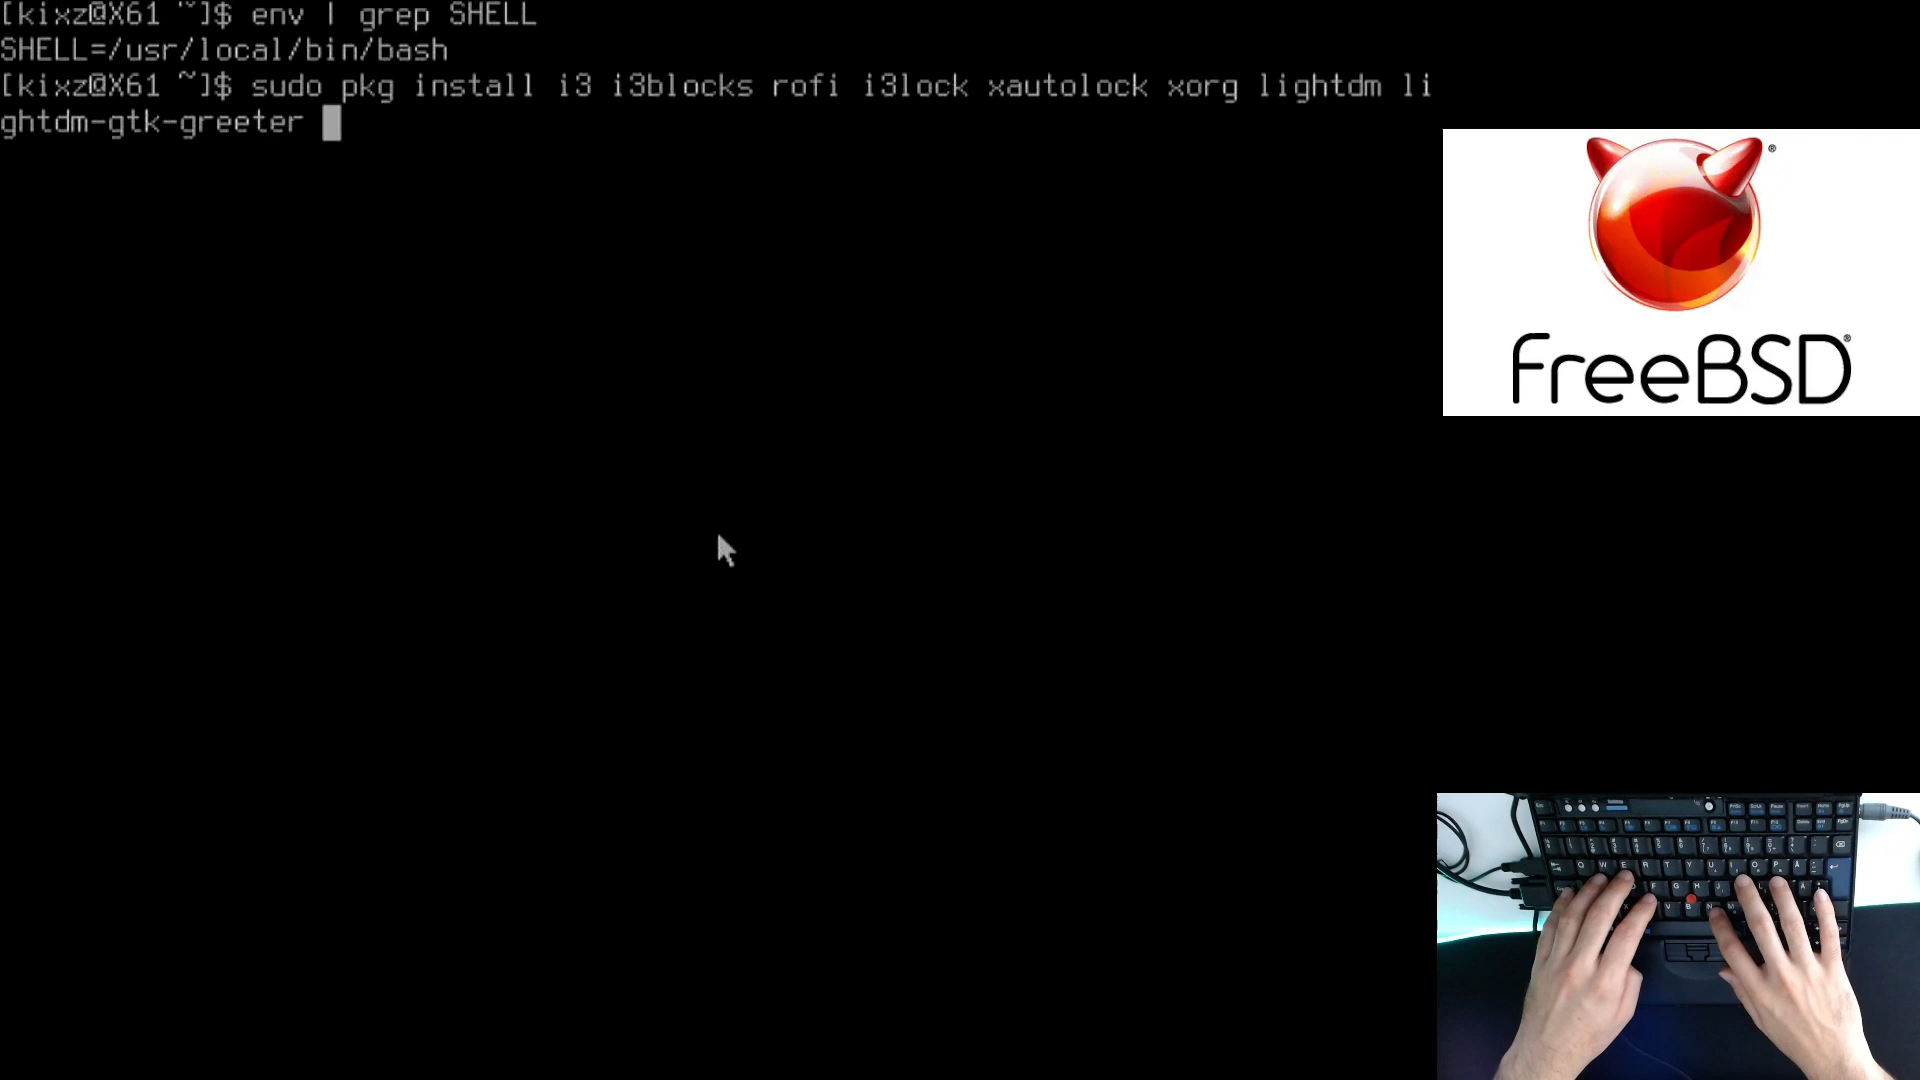 [kixz@X61 ~]$ env | grep SHELL
SHELL=/usr/local/bin/bash
[kixz@X61 ~]$ sudo pkg install i3 i3blocks rofi i3lock xautolock xorg lightdm li
ghtdm-gtk-greeter
®
FreeBSD®